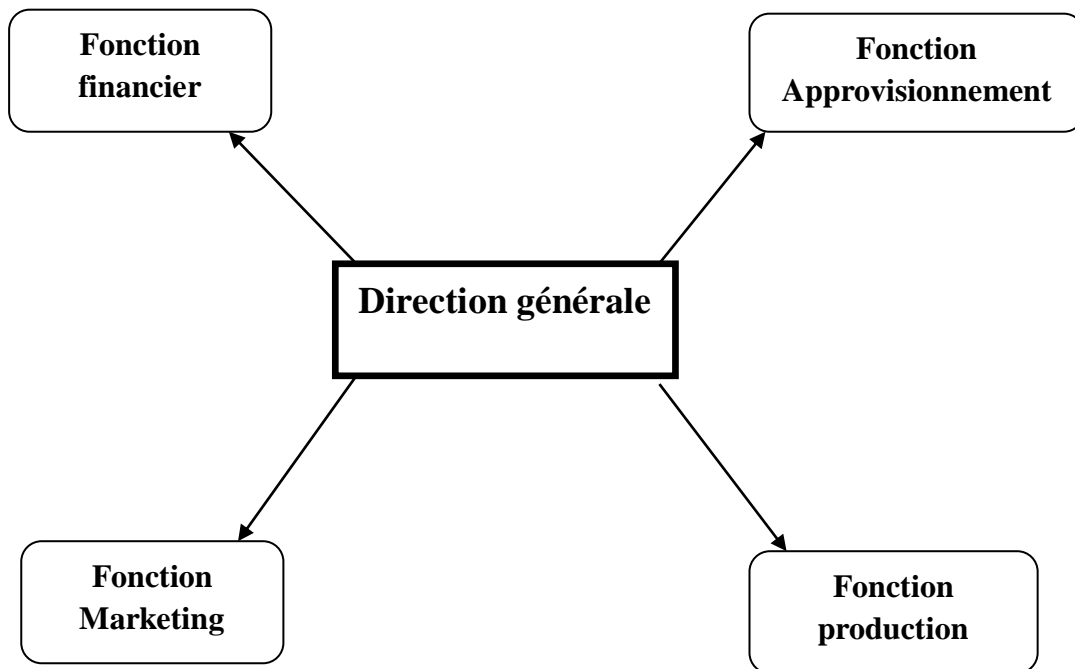 Fonction
financier
Fonction
Approvisionnement
Direction générale
Fonction
Marketing
Fonction
production